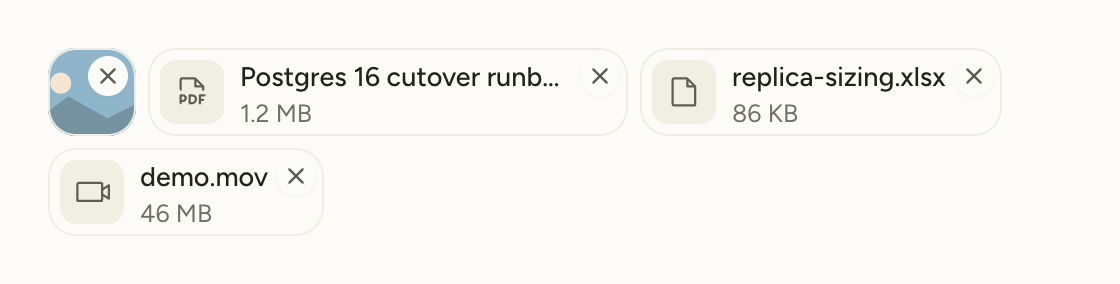 PDF
Postgres 16 cutover runb...
1.2 MB
replica-sizing.xlsx
86 KB
demo.mov
46 MB